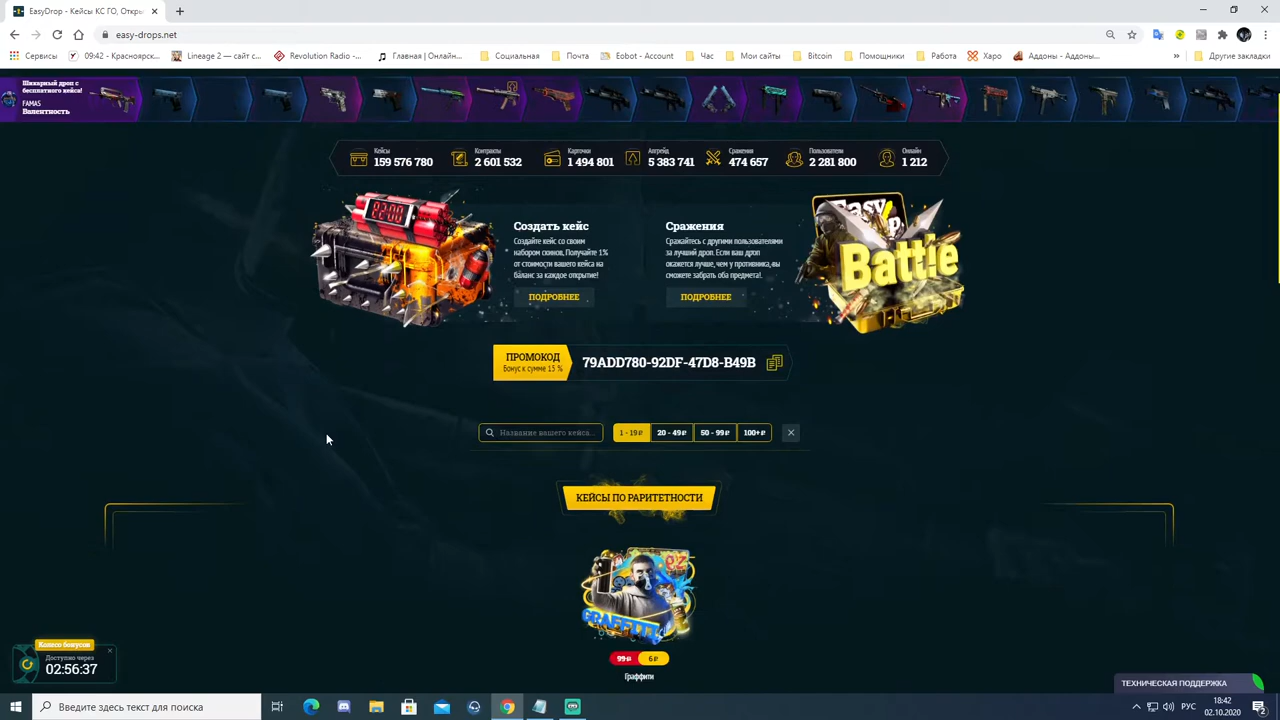 EasyDrop - Кейсы КС ГО, Откры
easy-drops.net
Сервисы
09:42 - Красноярск...
Lineage 2 — сайт с...
Revolution Radio -...
Главная | Онлайн...
Социальная
Почта
Eobot - Account
Час
Мои сайты
Bitcoin
Помощники
Работа
Харо
Аддоны - Аддоны...
»
Другие закладки
Шикарный дроп с
бесплатного кейса!
FAMAS
Валентность
Кейсы
159 576 780
Контракты
2 601 532
Карточки
1 494 801
Апгрейд
5 383 741
Сражения
474 657
Пользователи
2 281 800
Онлайн
1 212
Создать кейс
Создайте кейс со своим
набором скинов, Получайте 1%
от стоимости вашего кейса на
баланс за каждое открытие!
ПОДРОБНЕЕ
Сражения
Сражайтесь с другими пользователями
за лучший дроп. Если ваш дроп
окажется лучше, чем у противника, вы
сможете забрать оба предмета!
ПОДРОБНЕЕ
Easy
Battle
ПРОМОКОД
Бонус к сумме 15 %
79ADD780-92DF-47D8-B49B
Название вашего кейса...
1 - 19₽
20 - 49₽
50 - 99₽
100+₽
КЕЙСЫ ПО РАРИТЕТНОСТИ
ez
GRAFFITI
99₽
6₽
Граффити
Колесо бонусов
Доступно через
02:56:37
ТЕХНИЧЕСКАЯ ПОДДЕРЖКА
Введите здесь текст для поиска
РУС
18:42
02.10.2020
2